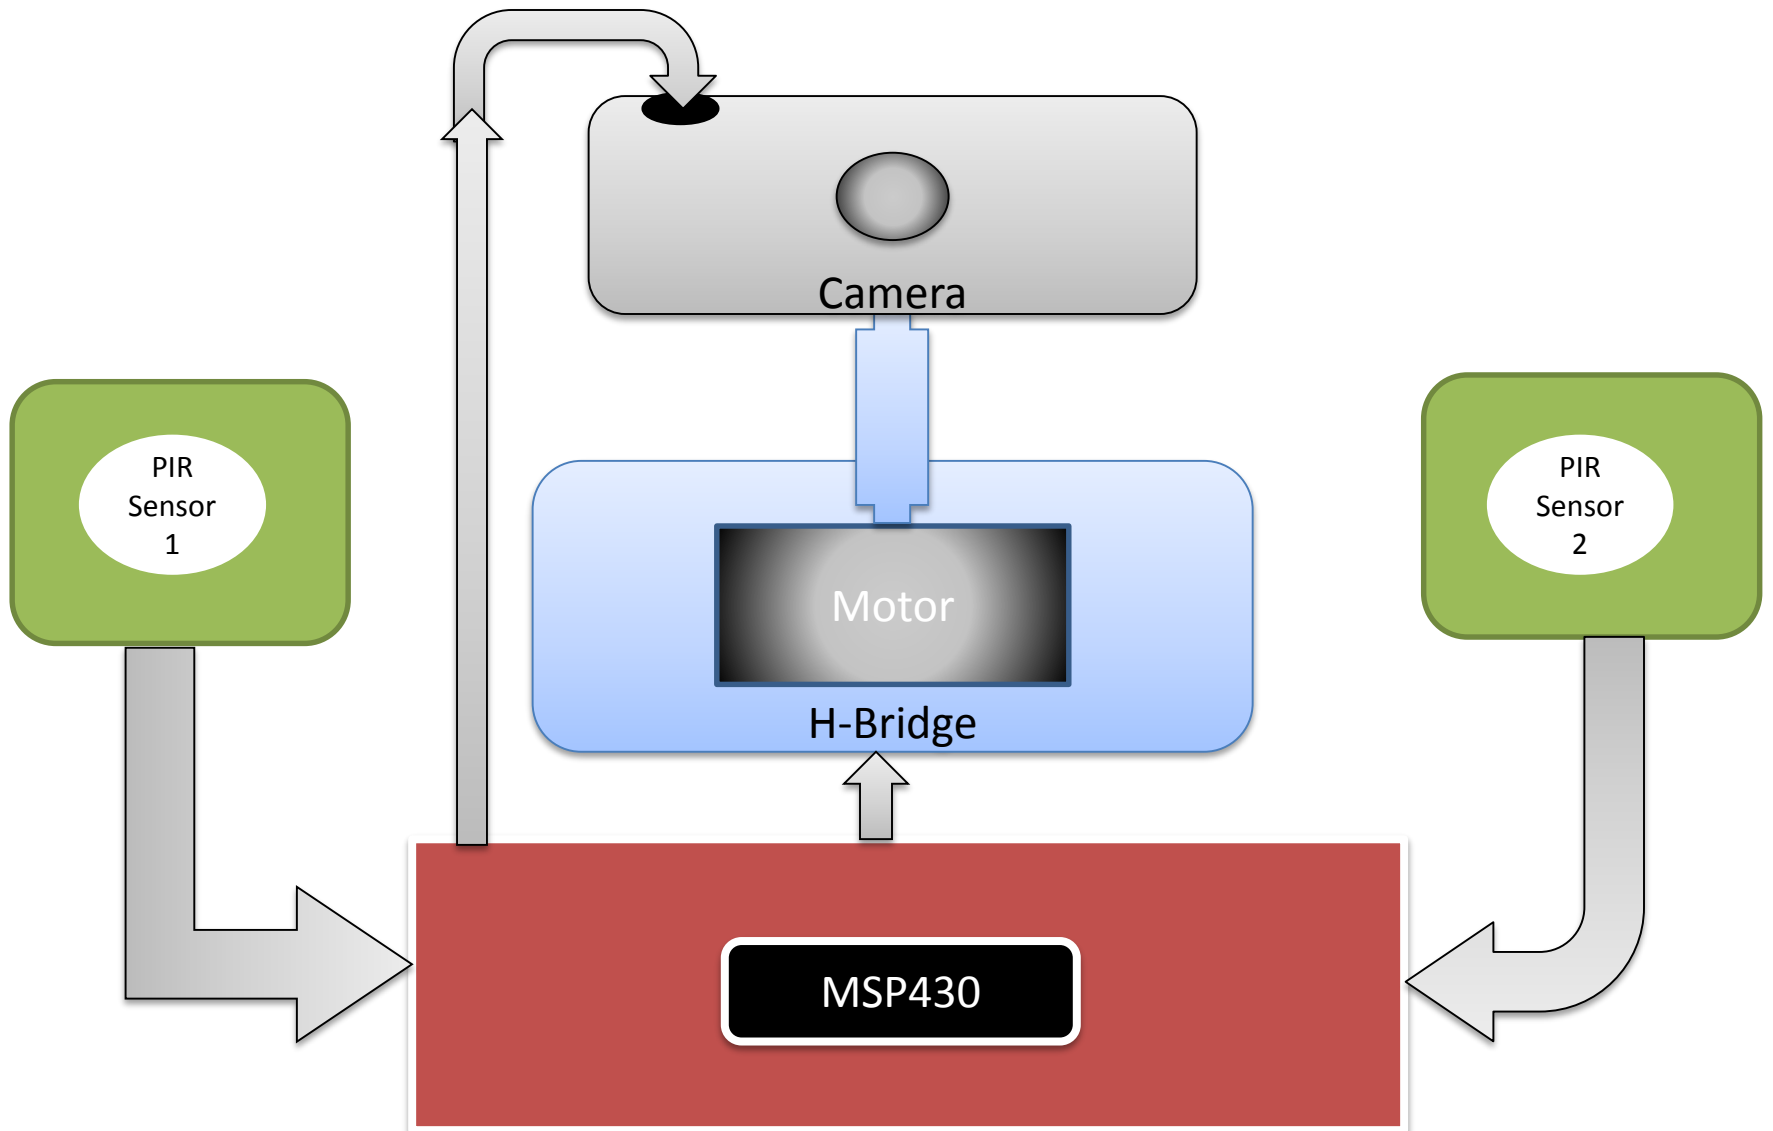 Camera
PIR
Sensor
1
PIR
Sensor
2
Motor
H-Bridge
MSP430